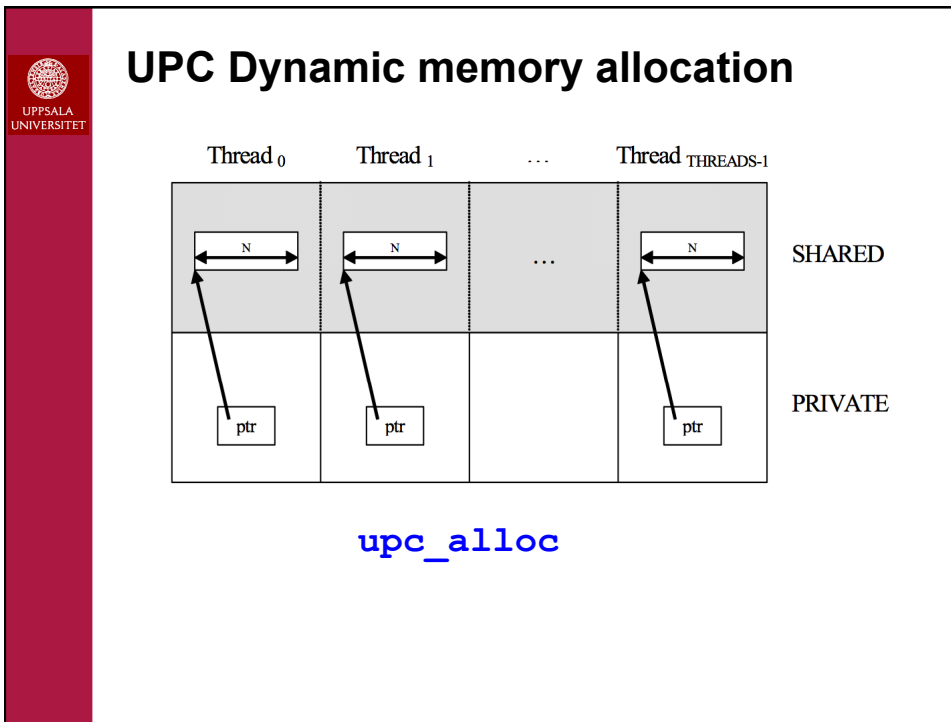 UPC Dynamic memory allocation
UPPSALA
UNIVERSITET
Thread 0 Thread 1 ... Thread THREADS-1
N N ... N SHARED
ptr ptr ptr PRIVATE
upc_alloc